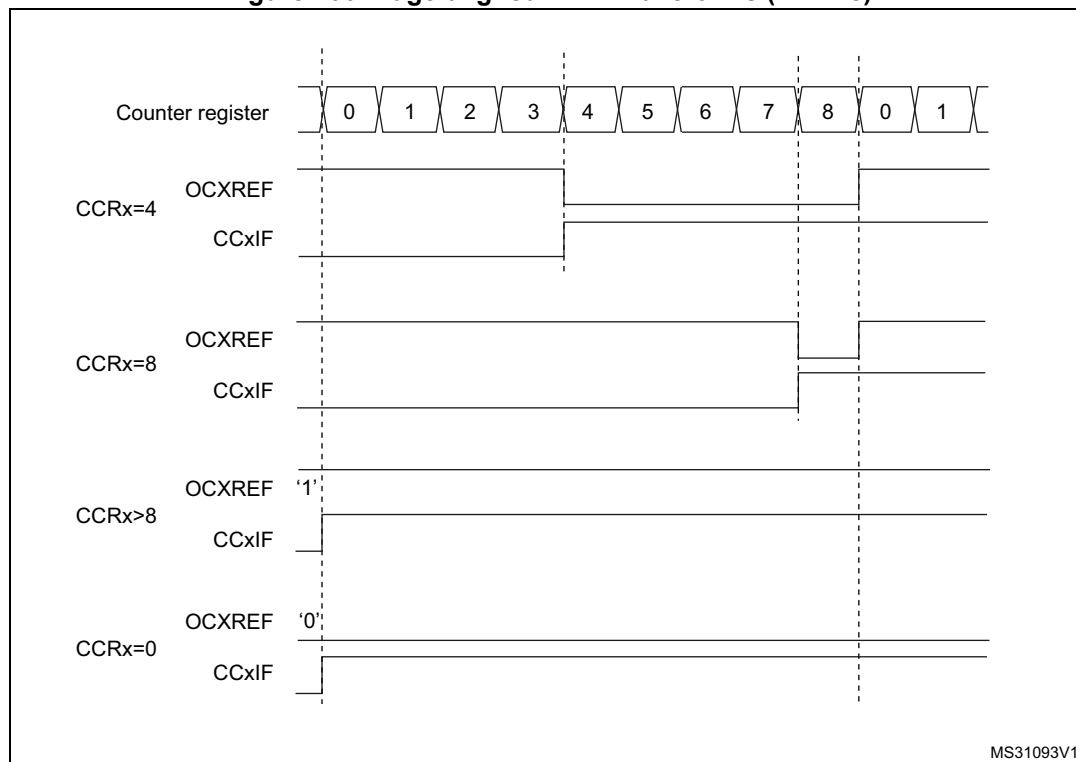 Counter register 0 1 2 3 4 5 6 7 8 0 1
OCXREF
CCRx=4
CCxIF
OCXREF
CCRx=8
CCxIF
OCXREF ‘1’
CCRx>8
CCxIF
OCXREF ‘0’
CCRx=0
CCxIF
MS31093V1